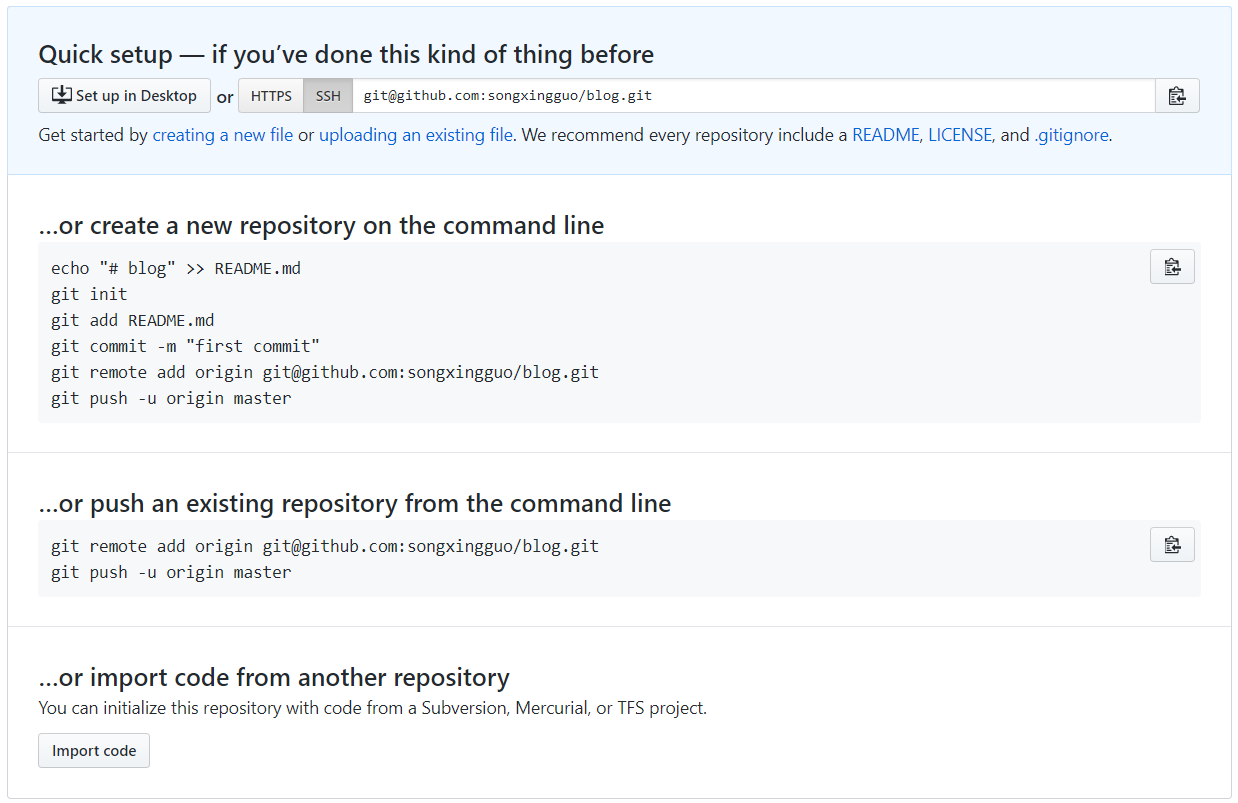 Quick setup — if you’ve done this kind of thing before
Set up in Desktop or HTTPS SSH git@github.com:songxingguo/blog.git
Get started by creating a new file or uploading an existing file. We recommend every repository include a README, LICENSE, and .gitignore.
…or create a new repository on the command line
echo "# blog" >> README.md
git init
git add README.md
git commit -m "first commit"
git remote add origin git@github.com:songxingguo/blog.git
git push -u origin master
…or push an existing repository from the command line
git remote add origin git@github.com:songxingguo/blog.git
git push -u origin master
…or import code from another repository
You can initialize this repository with code from a Subversion, Mercurial, or TFS project.
Import code